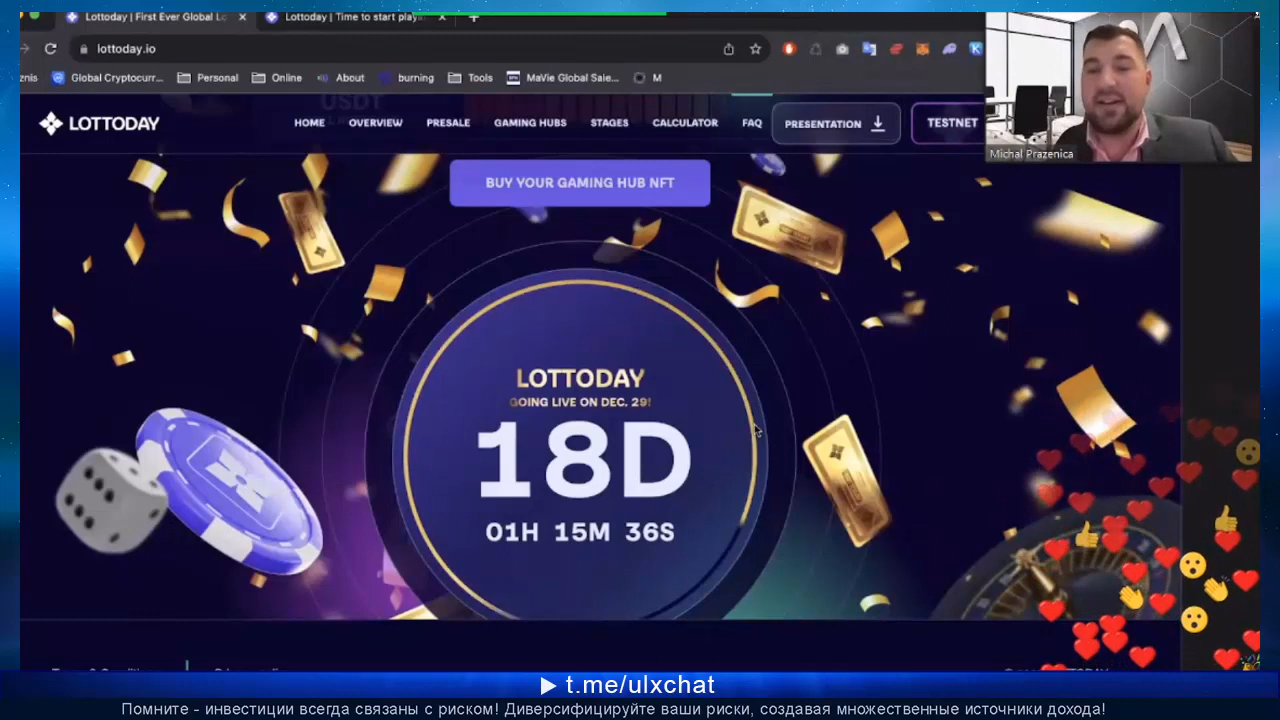 Lottoday | First Ever Global Lo
Lottoday | Time to start playi
lottoday.io
Global Cryptocurr...
Personal
Online
About
burning
Tools
MaVie Global Sale...
M
USDT
LOTTODAY
HOME
OVERVIEW
PRESALE
GAMING HUBS
STAGES
CALCULATOR
FAQ
PRESENTATION
TESTNET
Michal Prazenica
BUY YOUR GAMING HUB NFT
LOTTODAY
GOING LIVE ON DEC. 29!
18D
01H 15M 36S
t.me/ulxchat
Помните - инвестиции всегда связаны с риском! Диверсифицируйте ваши риски, создавая множественные источники дохода!